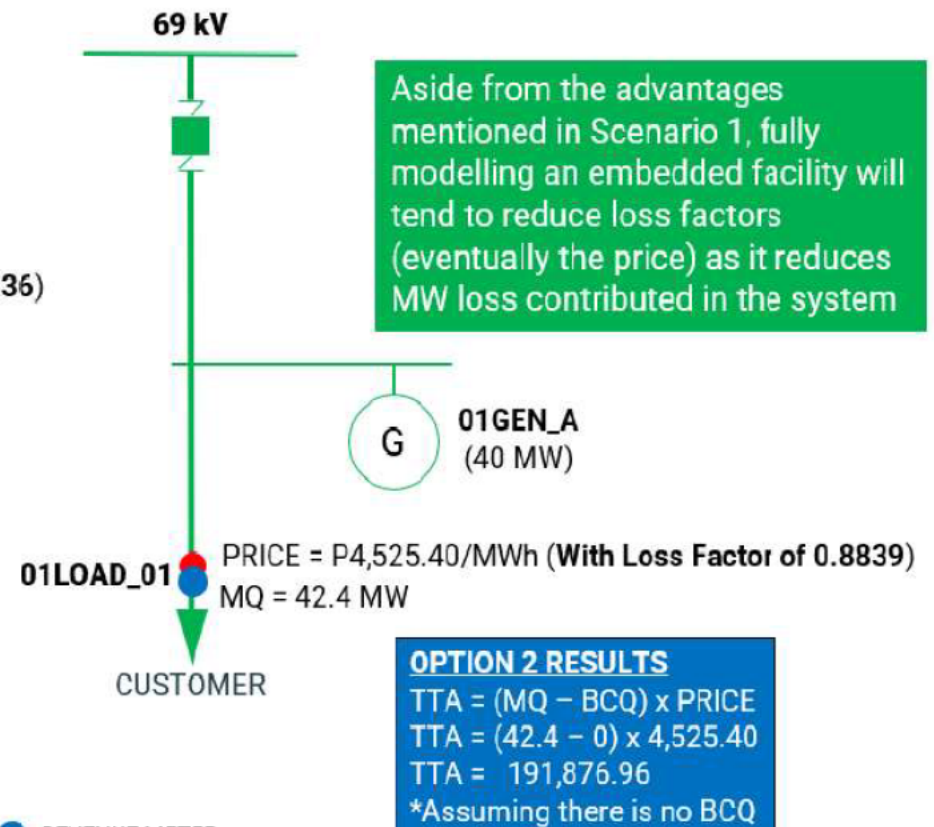 69 kV
Aside from the advantages
mentioned in Scenario 1, fully
modelling an embedded facility will
tend to reduce loss factors
(eventually the price) as it reduces
MW loss contributed in the system
36)
G
01GEN_A
(40 MW)
PRICE = P4,525.40/MWh (With Loss Factor of 0.8839)
01LOAD_01
MQ = 42.4 MW
CUSTOMER
OPTION 2 RESULTS
TTA = (MQ – BCQ) x PRICE
TTA = (42.4 – 0) x 4,525.40
TTA = 191,876.96
*Assuming there is no BCQ